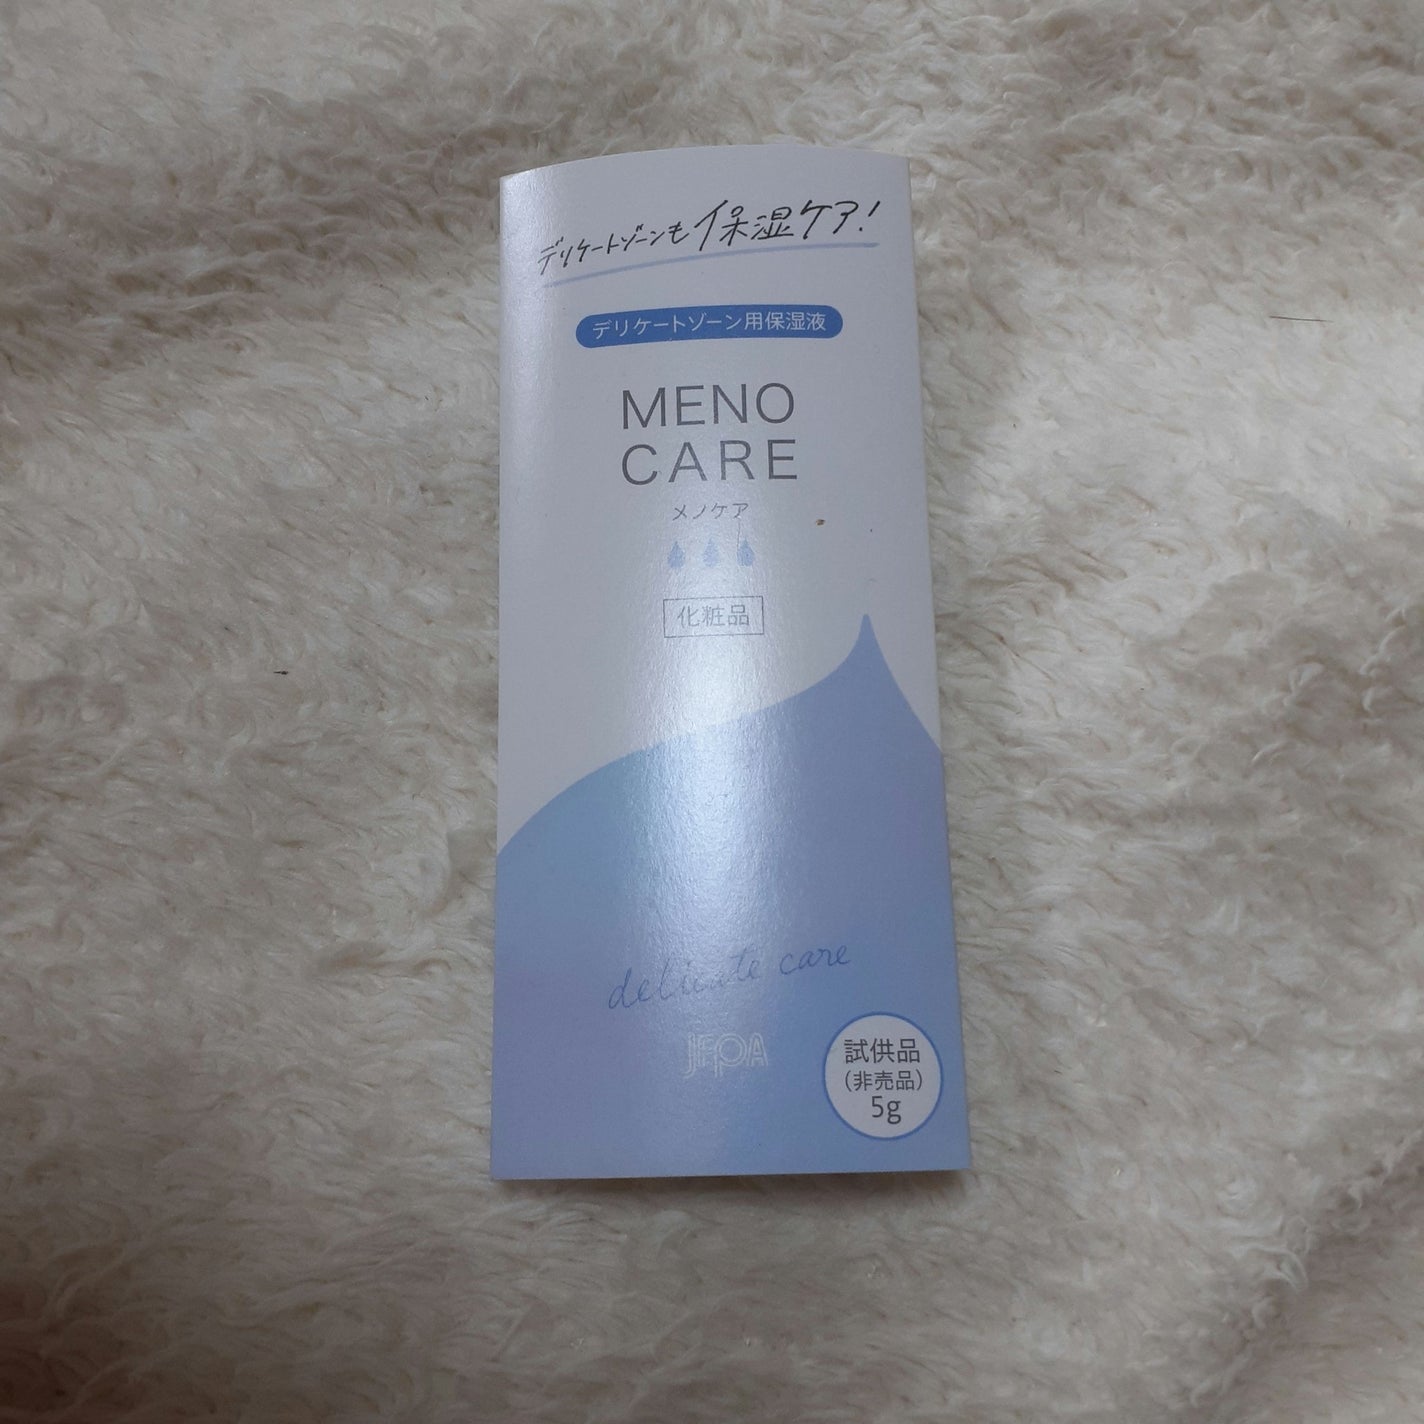 デリケートゾーンも保湿ケア!
デリケートゾーン用保湿液
MENO
CARE
メノケア
化粧品
delicate care
JFPA
試供品
(非売品)
5g